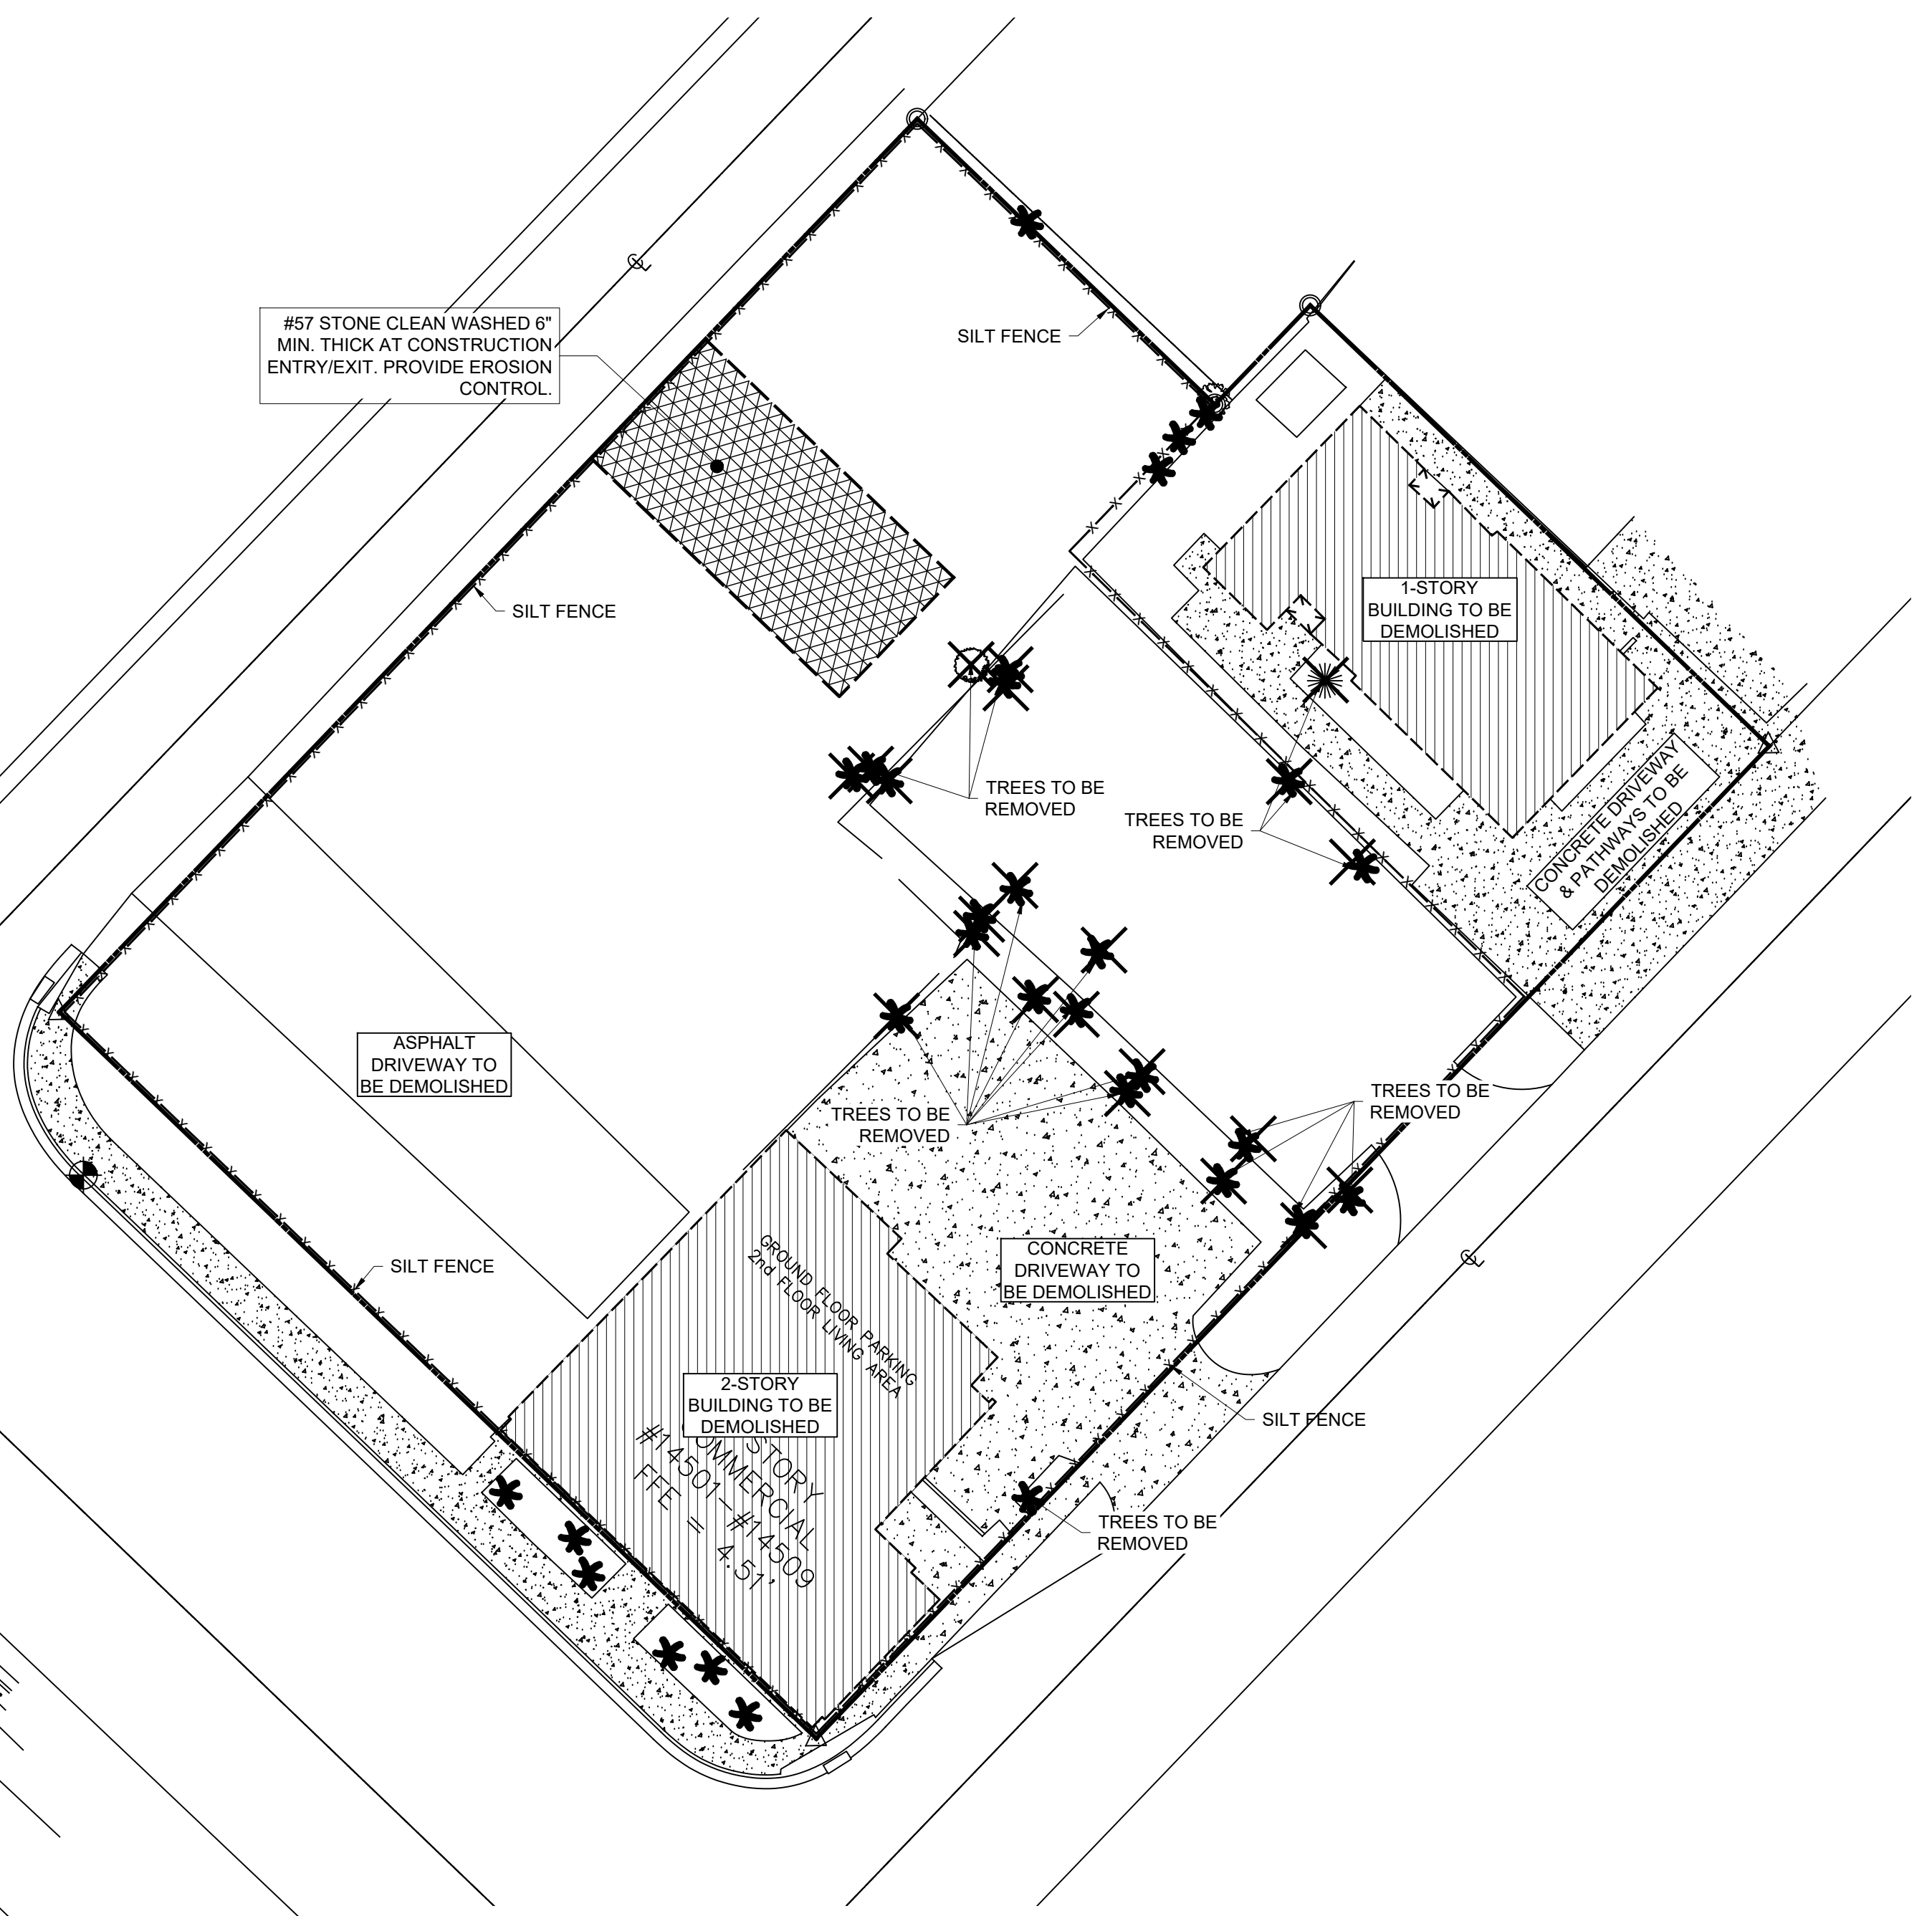 #57 STONE CLEAN WASHED 6"
MIN. THICK AT CONSTRUCTION
ENTRY/EXIT. PROVIDE EROSION
CONTROL.
SILT FENCE
SILT FENCE
1-STORY
BUILDING TO BE
DEMOLISHED
TREES TO BE
REMOVED
TREES TO BE
REMOVED
CONCRETE DRIVEWAY
& PATHWAYS TO BE
DEMOLISHED
ASPHALT
DRIVEWAY TO
BE DEMOLISHED
TREES TO BE
REMOVED
TREES TO BE
REMOVED
SILT FENCE
GROUND FLOOR PARKING
2nd FLOOR LIVING AREA
CONCRETE
DRIVEWAY TO
BE DEMOLISHED
2-STORY
BUILDING TO BE
DEMOLISHED
SILT FENCE
STORY
OMMERCIAL
#14501-#14509
FFE = 4.51'
TREES TO BE
REMOVED